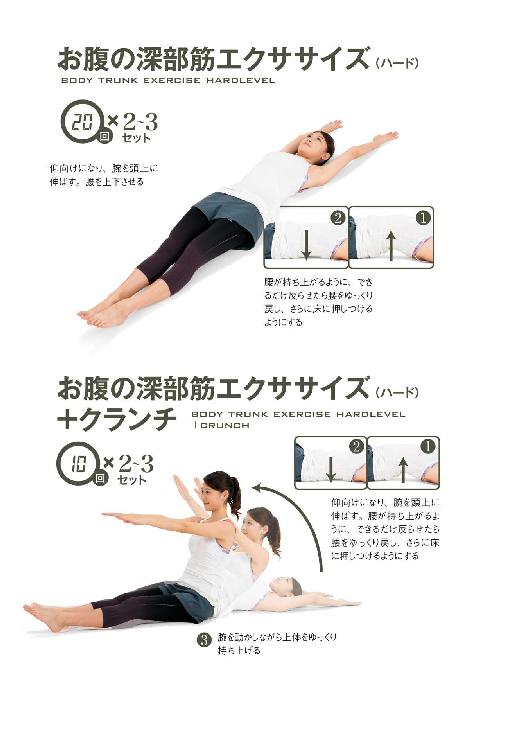 お腹の深部筋エクササイズ（ハード）
BODY TRUNK EXERCISE HARDLEVEL
20回×2~3セット
仰向けになり、腕を頭上に
伸ばす。腰を上下させる
② ①
腰が持ち上がるように、でき
るだけ反らせたら腰をゆっくり
戻し、さらに床に押しつける
ようにする
お腹の深部筋エクササイズ（ハード）
＋クランチ
BODY TRUNK EXERCISE HARDLEVEL
+CRUNCH
10回×2~3セット
② ①
仰向けになり、腕を頭上に
伸ばす。腰が持ち上がるよ
うに、できるだけ反らせたら
腰をゆっくり戻し、さらに床
に押しつけるようにする
③ 腕を動かしながら上体をゆっくり
持ち上げる